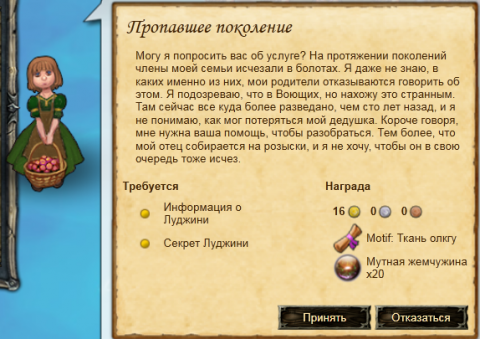 Пропавшее поколение
Могу я попросить вас об услуге? На протяжении поколений
члены моей семьи исчезали в болотах. Я даже не знаю, в
каких именно из них, мои родители отказываются говорить об
этом. Я подозреваю, что в Воющих, но нахожу это странным.
Там сейчас все куда более разведано, чем сто лет назад, и я
не понимаю, как мог потеряться мой дедушка. Короче говоря,
мне нужна ваша помощь, чтобы разобраться. Тем более, что
мой отец собирается на розыски, и я не хочу, чтобы он в свою
очередь тоже исчез.
Требуется
Информация о
Луджини
Секрет Луджини
Награда
16 0 0
Motif: Ткань олкгу
Мутная жемчужина
x20
Принять
Отказаться